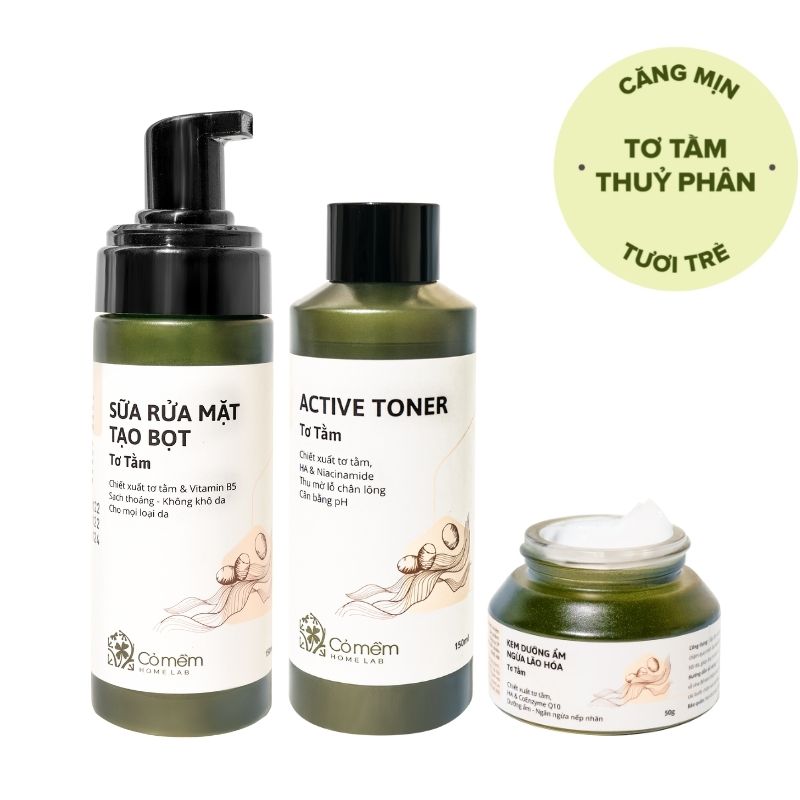 CĂNG MỊN
TƠ TẰM
THUỶ PHÂN
TƯƠI TRẺ
SỮA RỬA MẶT
TẠO BỌT
Tơ Tằm
Chiết xuất tơ tằm & Vitamin B5
Sạch thoáng - Không khô da
Cho mọi loại da
Cỏ mềm
HOME LAB
ACTIVE TONER
Tơ Tằm
Chiết xuất tơ tằm,
HA & Niacinamide
Thu mờ lỗ chân lông
Cân bằng pH
Cỏ mềm
HOME LAB
150ml
KEM DƯỠNG ẨM
NGỪA LÃO HÓA
Tơ Tằm
Chiết xuất tơ tằm,
HA & CoEnzyme Q10
Dưỡng ẩm - Ngăn ngừa nếp nhăn
50g